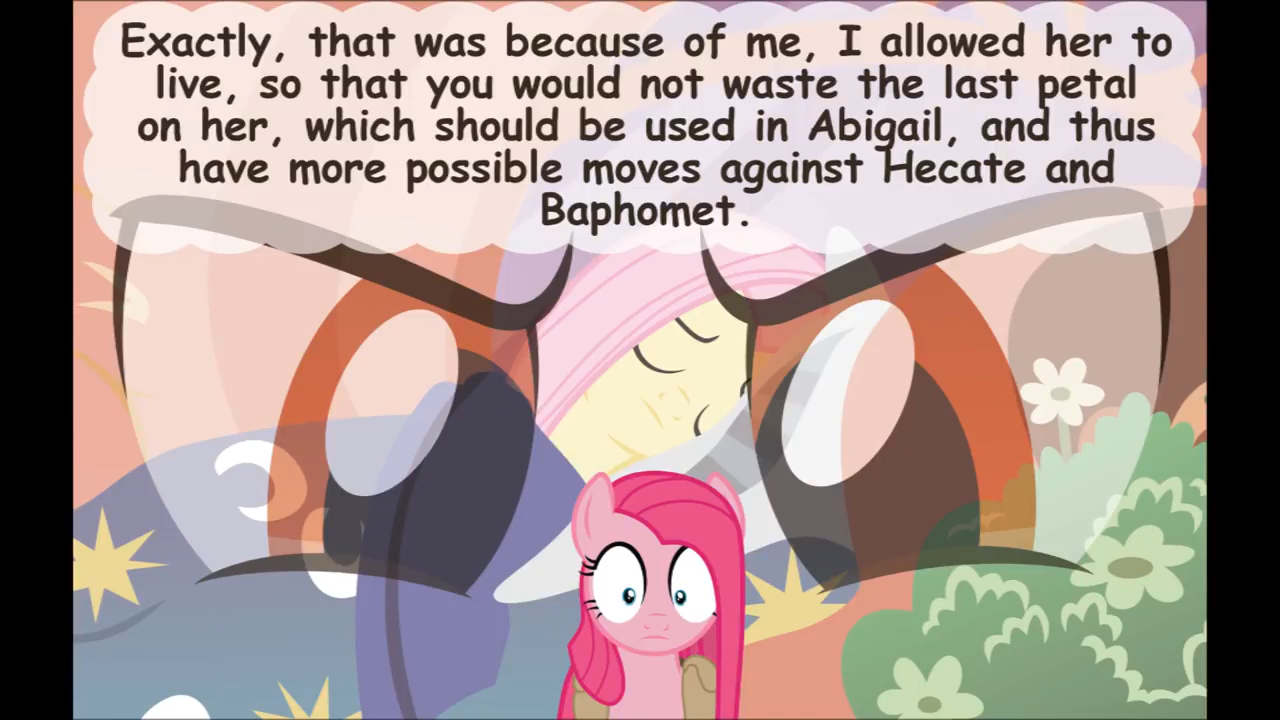 Exactly, that was because of me, I allowed her to
live, so that you would not waste the last petal
on her, which should be used in Abigail, and thus
have more possible moves against Hecate and
Baphomet.